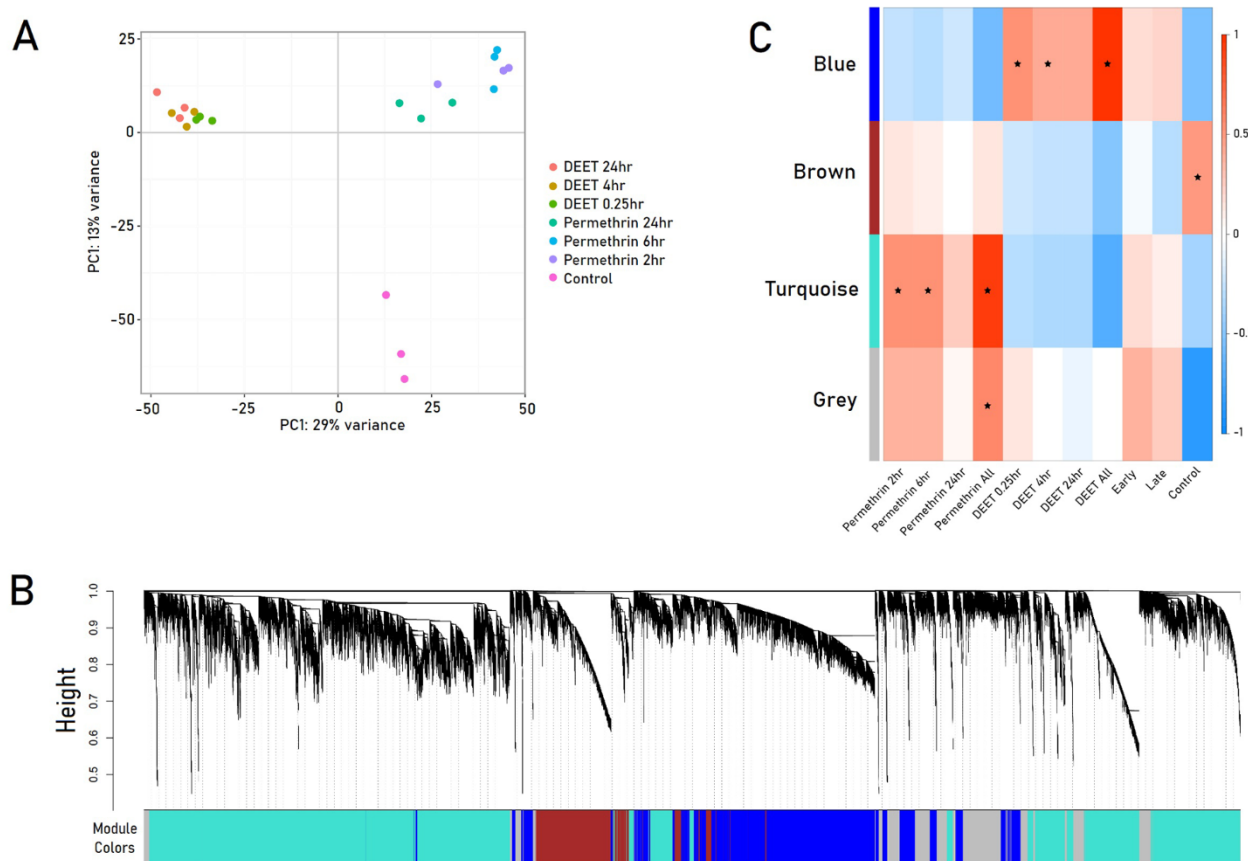 A
25
0
-25
-50
-50
-25
0
25
50
PC1: 13% variance
PC1: 29% variance
DEET 24hr
DEET 4hr
DEET 0.25hr
Permethrin 24hr
Permethrin 6hr
Permethrin 2hr
Control
C
Blue
Brown
Turquoise
Grey
1
0.5
0
-0.
-1
Permethrin 2hr
Permethrin 6hr
Permethrin 24hr
Permethrin All
DEET 0.25hr
DEET 4hr
DEET 24hr
DEET All
Early
Late
Control
B
Height
1.0
0.9
0.8
0.7
0.6
0.5
Module
Colors